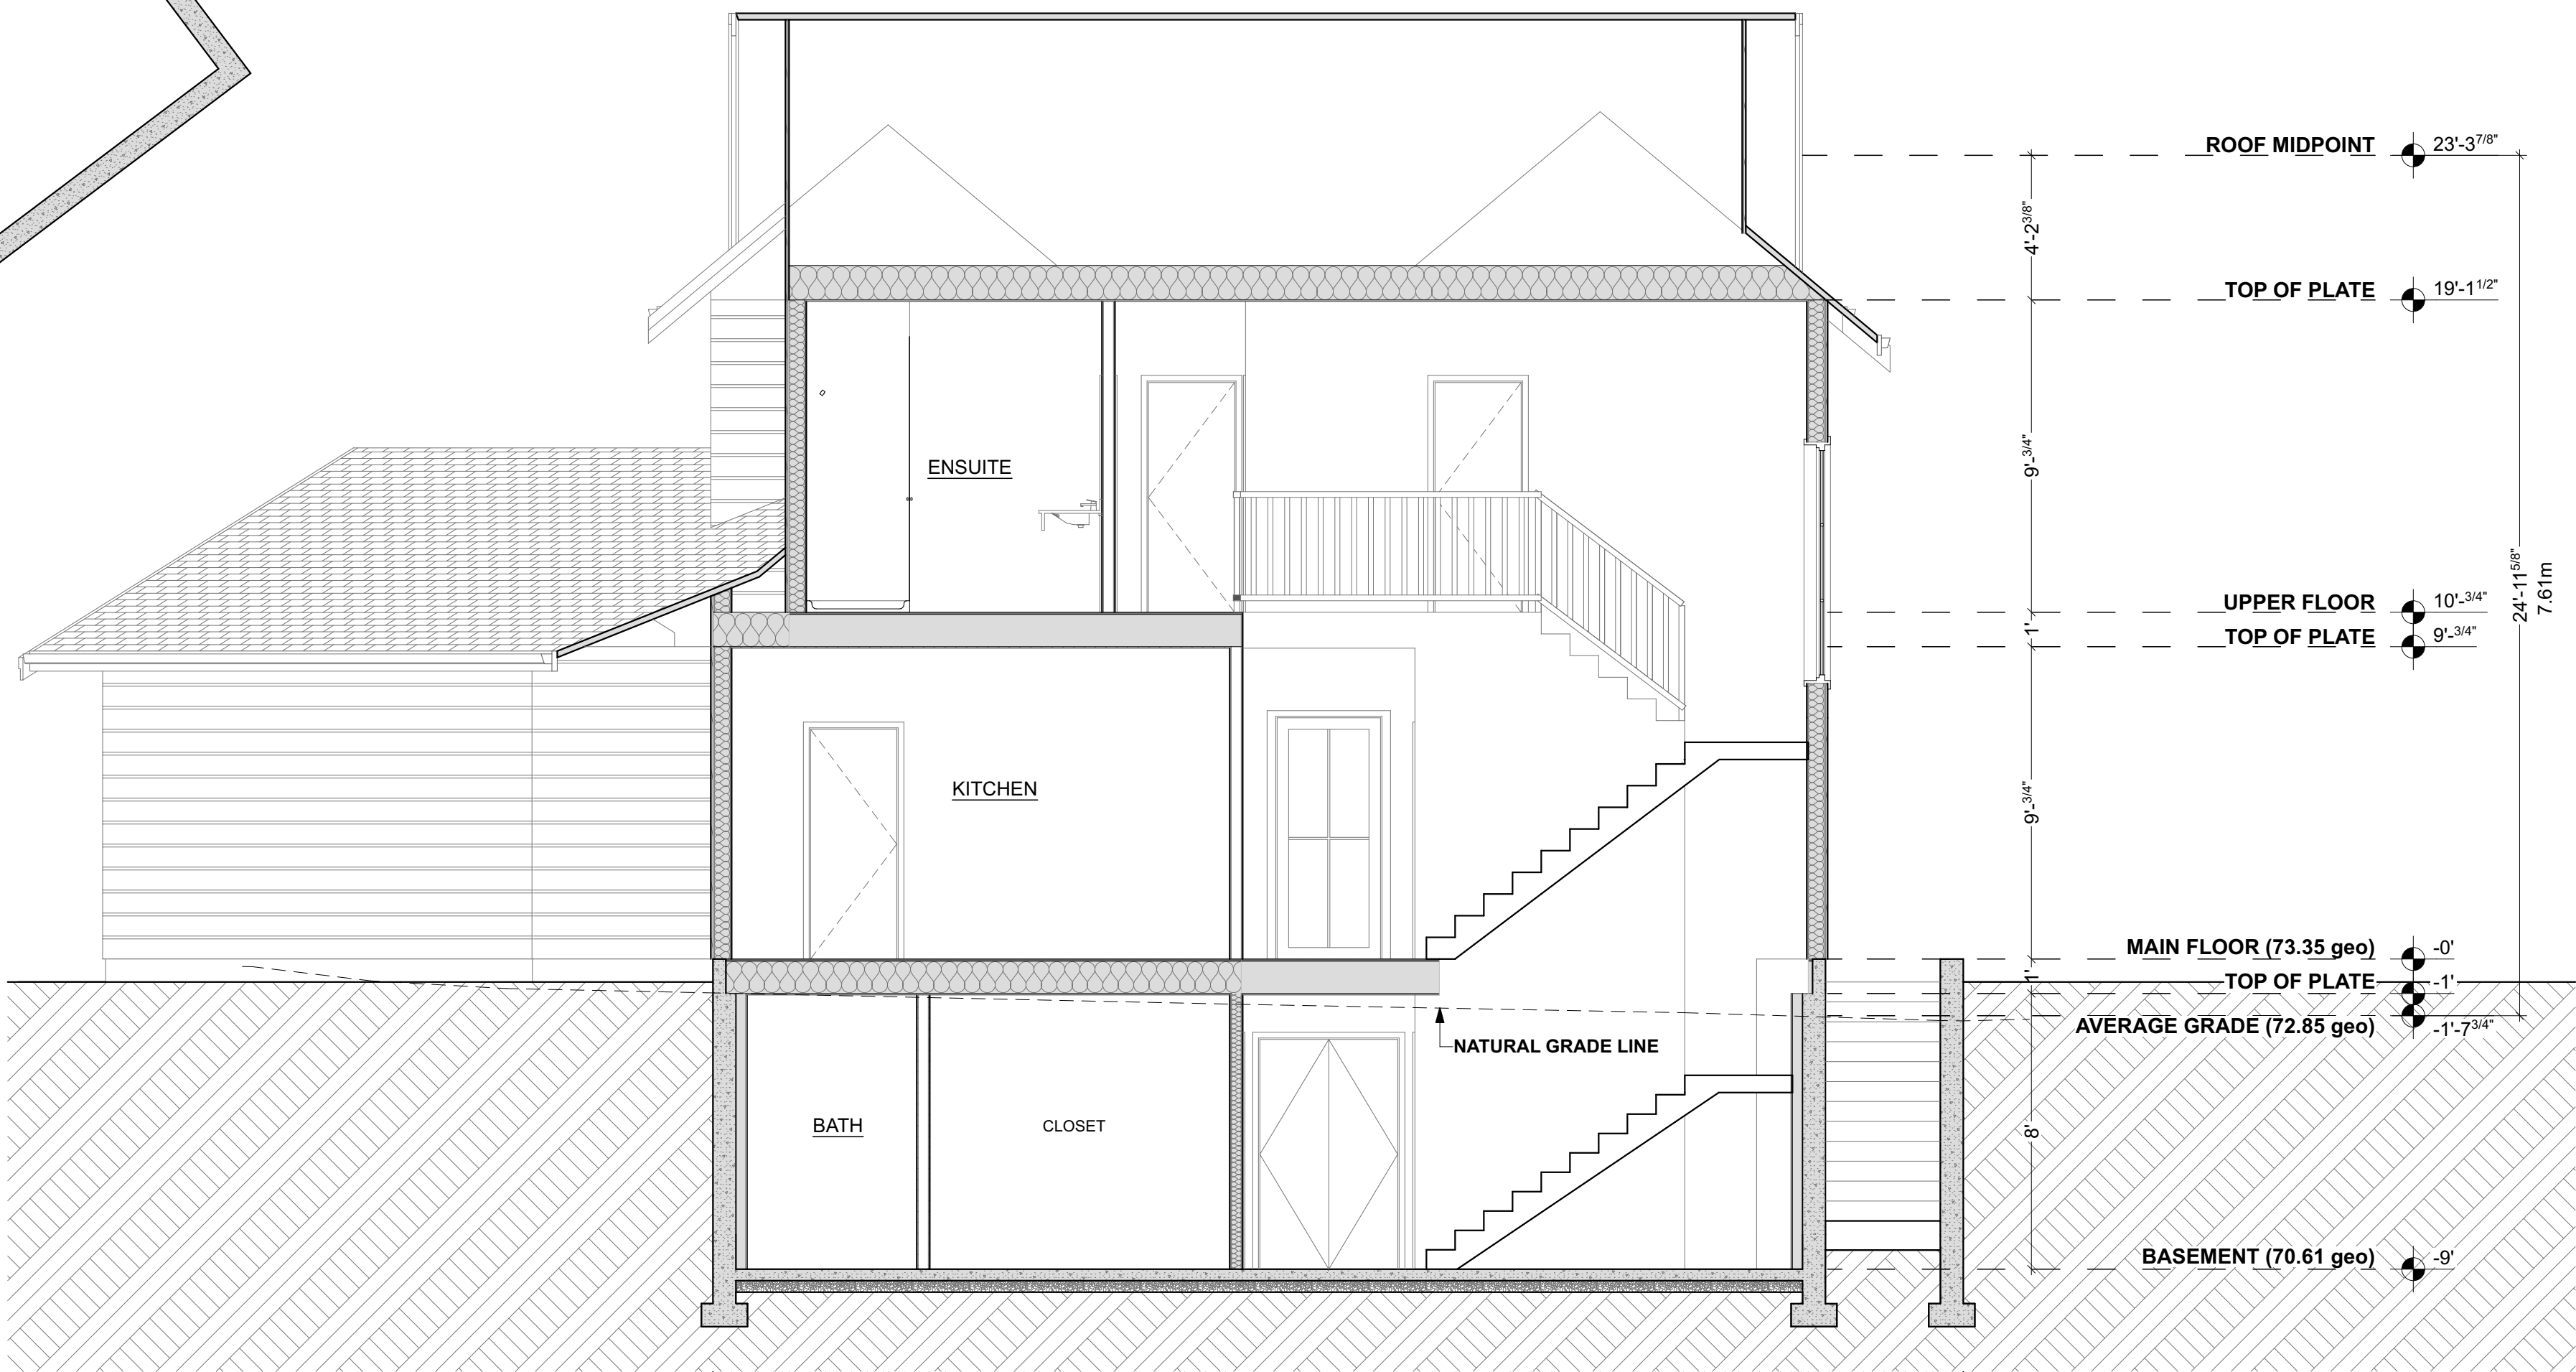 ROOF MIDPOINT 23'-3 7/8"
4'-2 3/8"
TOP OF PLATE 19'-1 1/2"
ENSUITE
9'- 3/4"
24'-11 5/8"
7.61m
UPPER FLOOR 10'- 3/4"
1'
TOP OF PLATE 9'- 3/4"
KITCHEN
9'- 3/4"
MAIN FLOOR (73.35 geo) -0'
1'
TOP OF PLATE -1'
AVERAGE GRADE (72.85 geo) -1'-7 3/4"
NATURAL GRADE LINE
BATH
CLOSET
8'
BASEMENT (70.61 geo) -9'